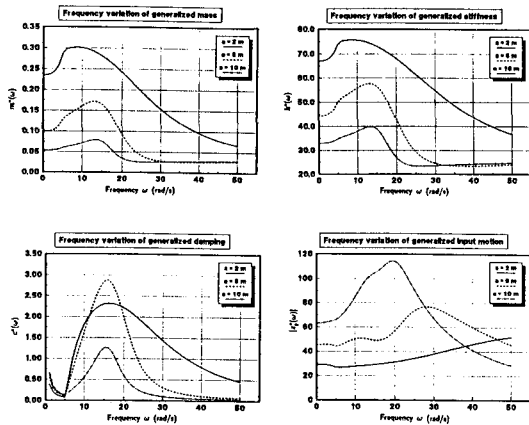 Frequency variation of generalized mass
0.35
0.30
0.25
0.20
0.15
0.10
0.05
0.00
m*(ω)
a = 2 m
a = 6 m
a = 10 m
0 10 20 30 40 50
Frequency ω (rad/s)
Frequency variation of generalized stiffness
80.0
70.0
60.0
50.0
40.0
30.0
20.0
k*(ω)
a = 2 m
a = 6 m
a = 10 m
0 10 20 30 40 50
Frequency ω (rad/s)
Frequency variation of generalized damping
3.50
3.00
2.50
2.00
1.50
1.00
0.50
0.00
c*(ω)
a = 2 m
a = 6 m
a = 10 m
0 10 20 30 40 50
Frequency ω (rad/s)
Frequency variation of generalized input motion
120
100
80
60
40
20
0
a = 2 m
a = 6 m
a = 10 m
0 10 20 30 40 50
Frequency ω (rad/s)